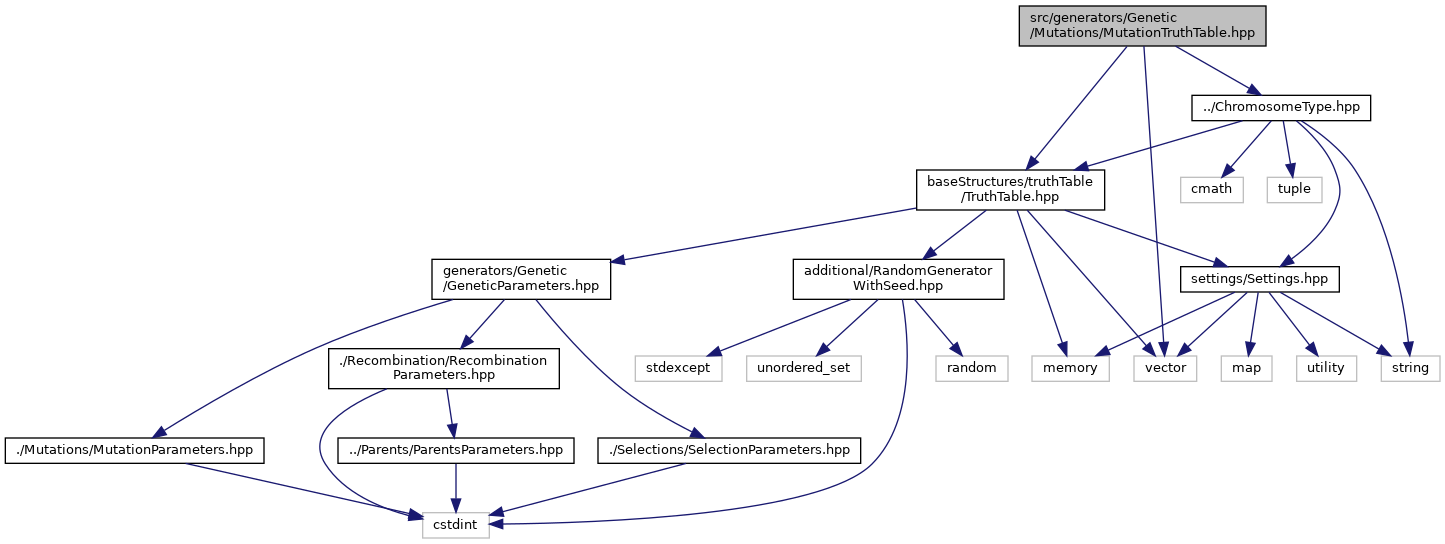 src/generators/Genetic
/Mutations/MutationTruthTable.hpp
../ChromosomeType.hpp
baseStructures/truthTable
/TruthTable.hpp
cmath
tuple
generators/Genetic
/GeneticParameters.hpp
additional/RandomGenerator
WithSeed.hpp
settings/Settings.hpp
./Recombination/Recombination
Parameters.hpp
stdexcept
unordered_set
random
memory
vector
map
utility
string
./Mutations/MutationParameters.hpp
../Parents/ParentsParameters.hpp
./Selections/SelectionParameters.hpp
cstdint